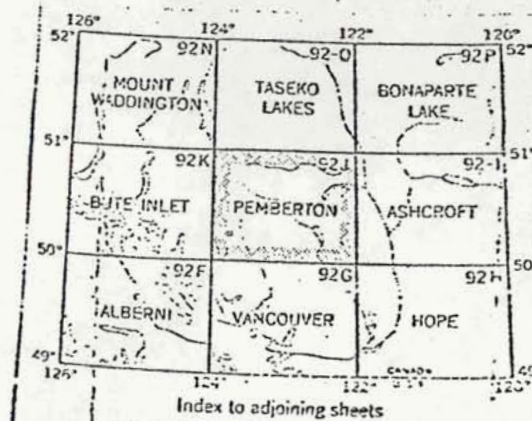 126° 124° 122° 120°
52° 92N 92-O 92P 52°
MOUNT WADDINGTON TASEKO LAKES BONAPARTE LAKE
51° 92K 92J 92-I 51°
BUTE INLET PEMBERTON ASHCROFT
50° 92F 92G 92H 50°
ALBERNI VANCOUVER HOPE
49° CANADA 49°
126° 124° 122° 120°
Index to adjoining sheets